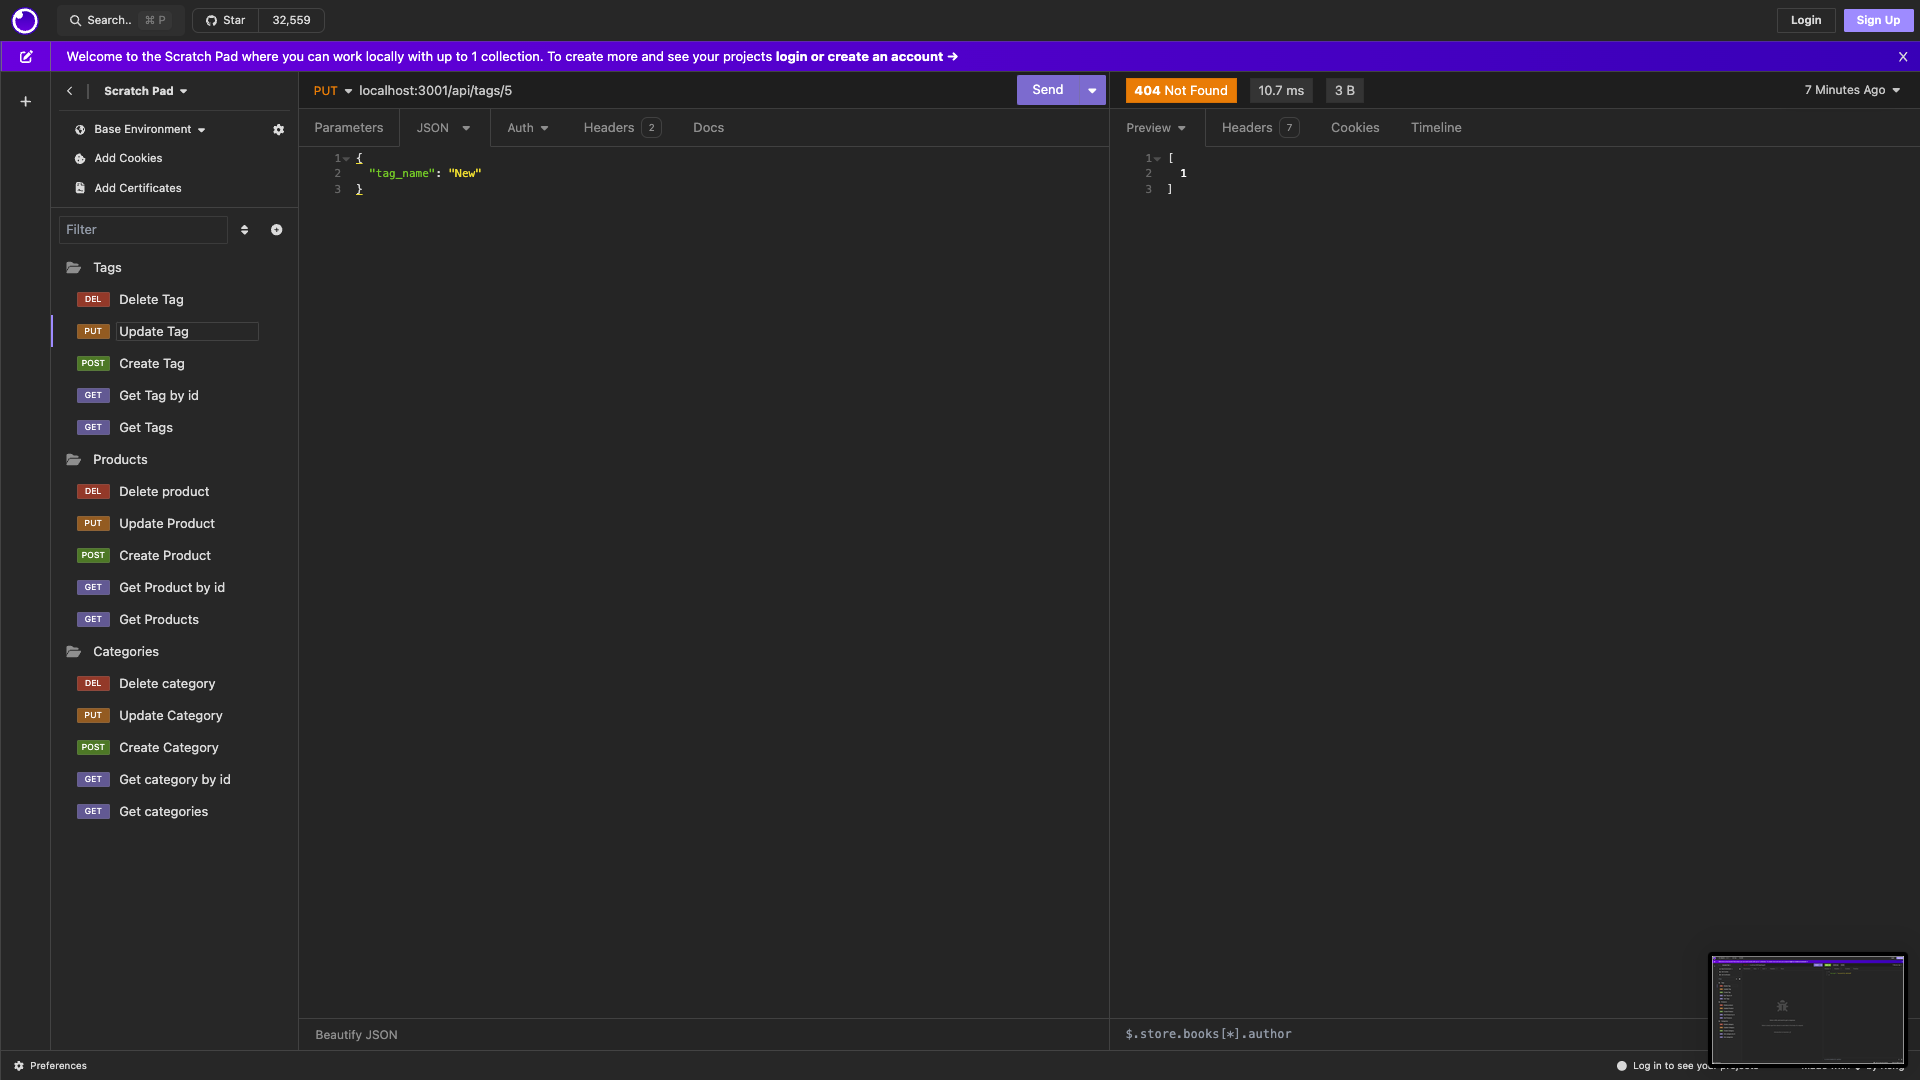 Search.. ⌘ P Star 32,559 Login Sign Up
Welcome to the Scratch Pad where you can work locally with up to 1 collection. To create more and see your projects login or create an account →
Scratch Pad
Base Environment
Add Cookies
Add Certificates
Filter
Tags
DEL Delete Tag
PUT Update Tag
POST Create Tag
GET Get Tag by id
GET Get Tags
Products
DEL Delete product
PUT Update Product
POST Create Product
GET Get Product by id
GET Get Products
Categories
DEL Delete category
PUT Update Category
POST Create Category
GET Get category by id
GET Get categories
Preferences
PUT localhost:3001/api/tags/5 Send
Parameters JSON Auth Headers 2 Docs
1 {
2 "tag_name": "New"
3 }
Beautify JSON
404 Not Found 10.7 ms 3 B 7 Minutes Ago
Preview Headers 7 Cookies Timeline
1 [
2 1
3 ]
$.store.books[*].author
Log in to see your projects